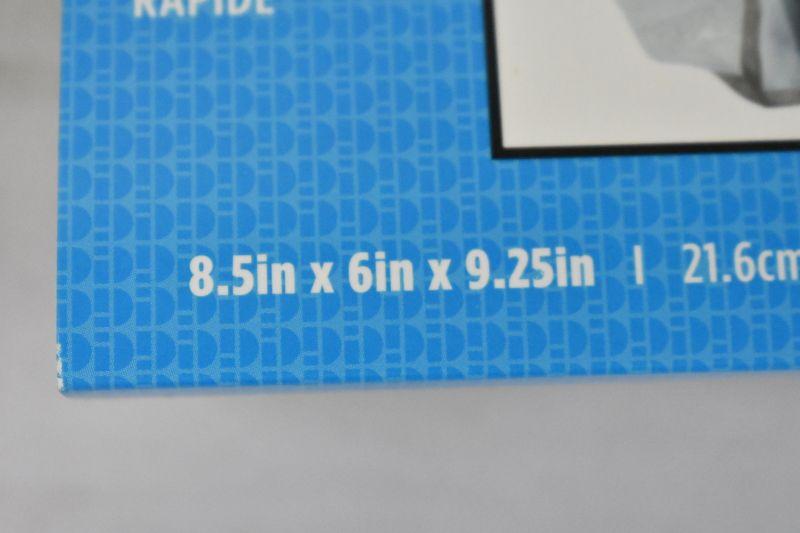 RAPIDE
8.5in x 6in x 9.25in | 21.6cm